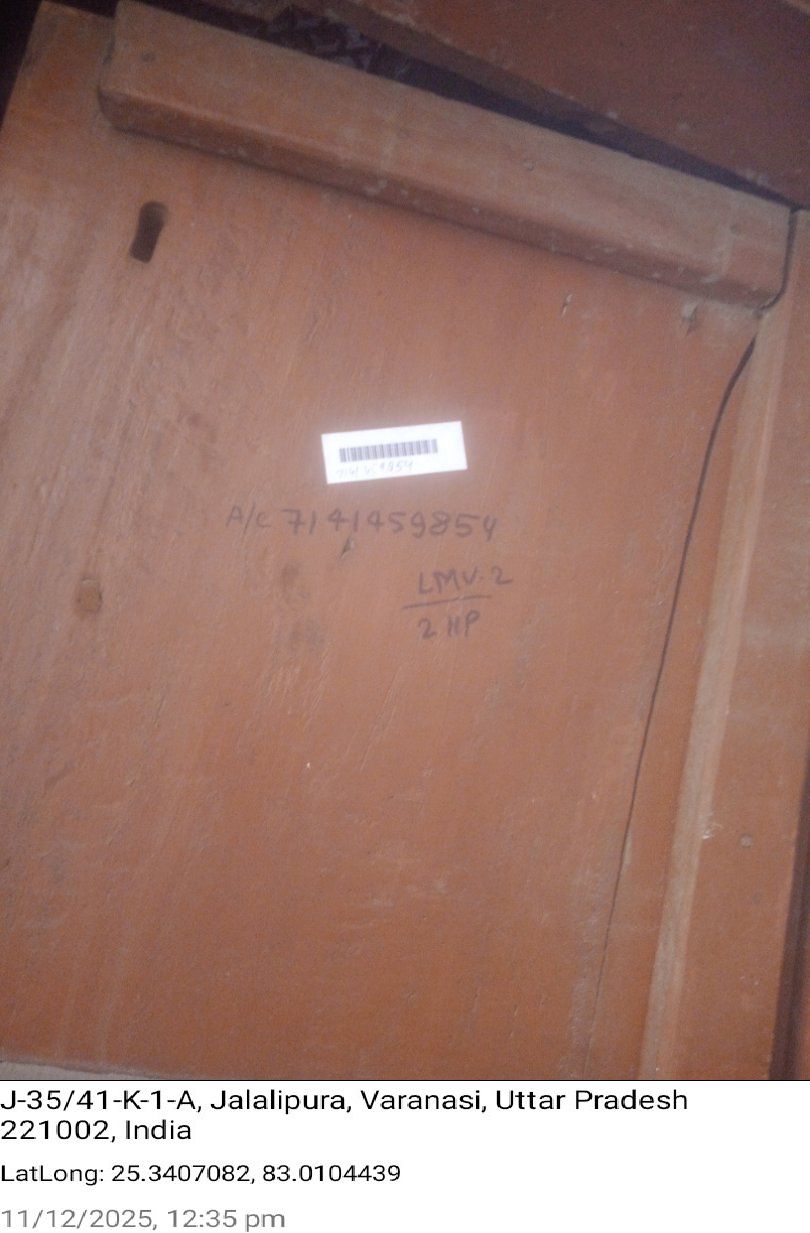 A/C 7141459854
LMV-2
2 HP
J-35/41-K-1-A, Jalalipura, Varanasi, Uttar Pradesh
221002, India
LatLong: 25.3407082, 83.0104439
11/12/2025, 12:35 pm